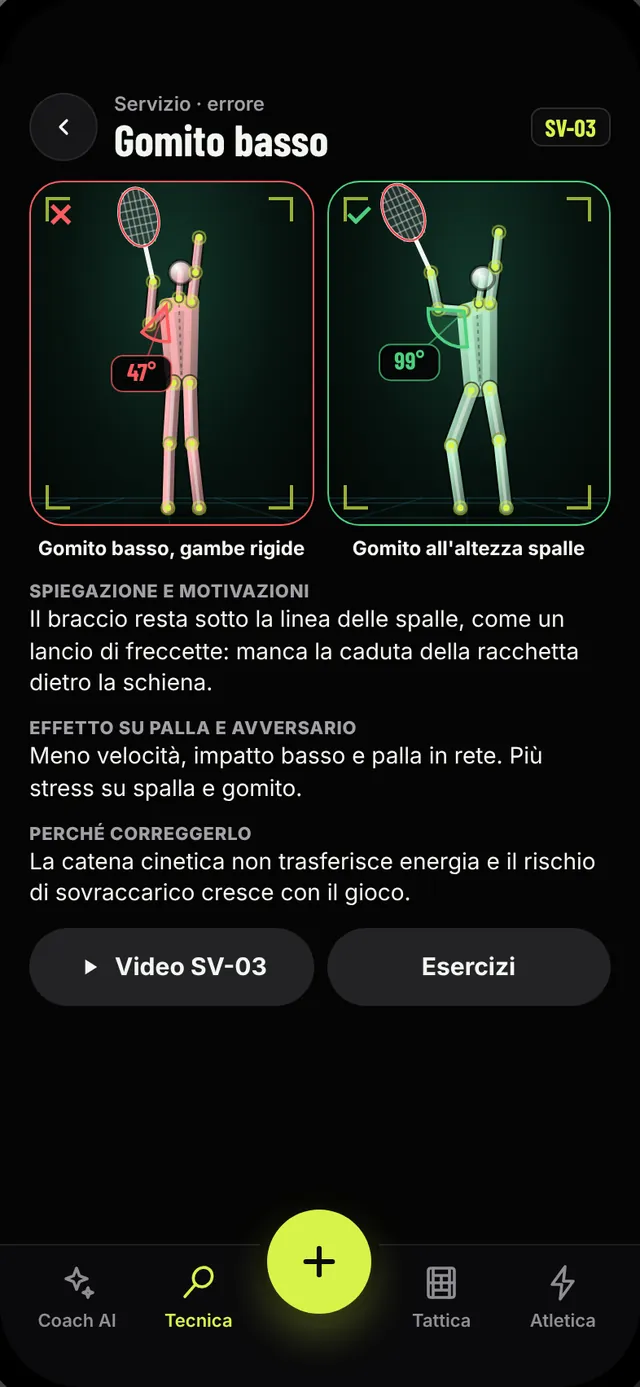 Servizio · errore
Gomito basso
SV-03
47°
99°
Gomito basso, gambe rigide
Gomito all'altezza spalle
SPIEGAZIONE E MOTIVAZIONI
Il braccio resta sotto la linea delle spalle, come un
lancio di freccette: manca la caduta della racchetta
dietro la schiena.
EFFETTO SU PALLA E AVVERSARIO
Meno velocità, impatto basso e palla in rete. Più
stress su spalla e gomito.
PERCHÉ CORREGGERLO
La catena cinetica non trasferisce energia e il rischio
di sovraccarico cresce con il gioco.
Video SV-03
Esercizi
Coach AI
Tecnica
Tattica
Atletica